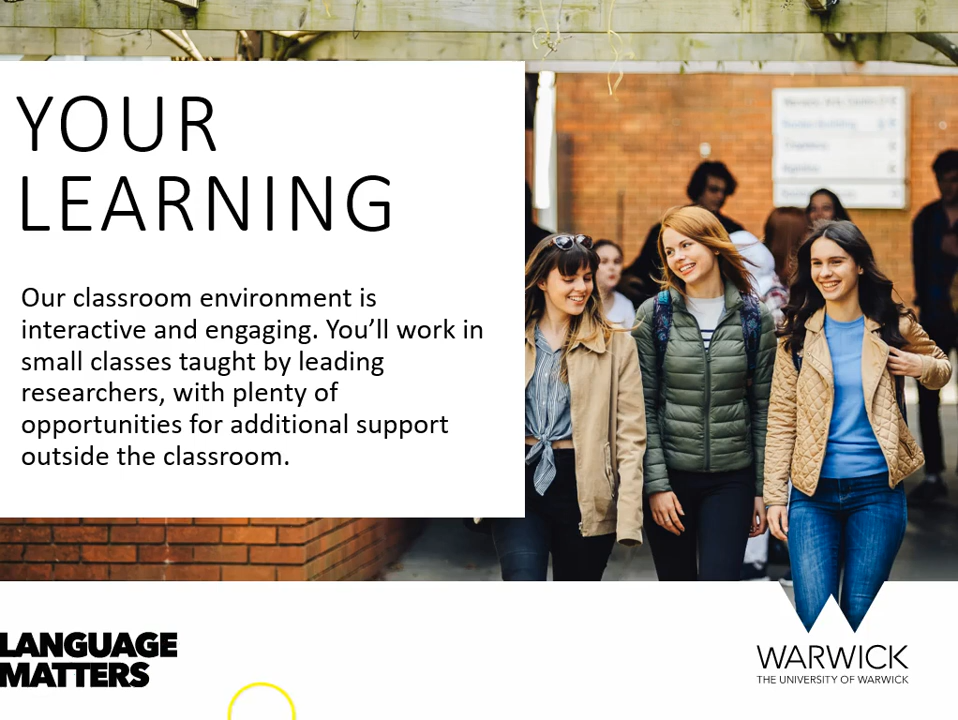 YOUR
LEARNING
Our classroom environment is
interactive and engaging. You’ll work in
small classes taught by leading
researchers, with plenty of
opportunities for additional support
outside the classroom.
LANGUAGE
MATTERS
WARWICK
THE UNIVERSITY OF WARWICK